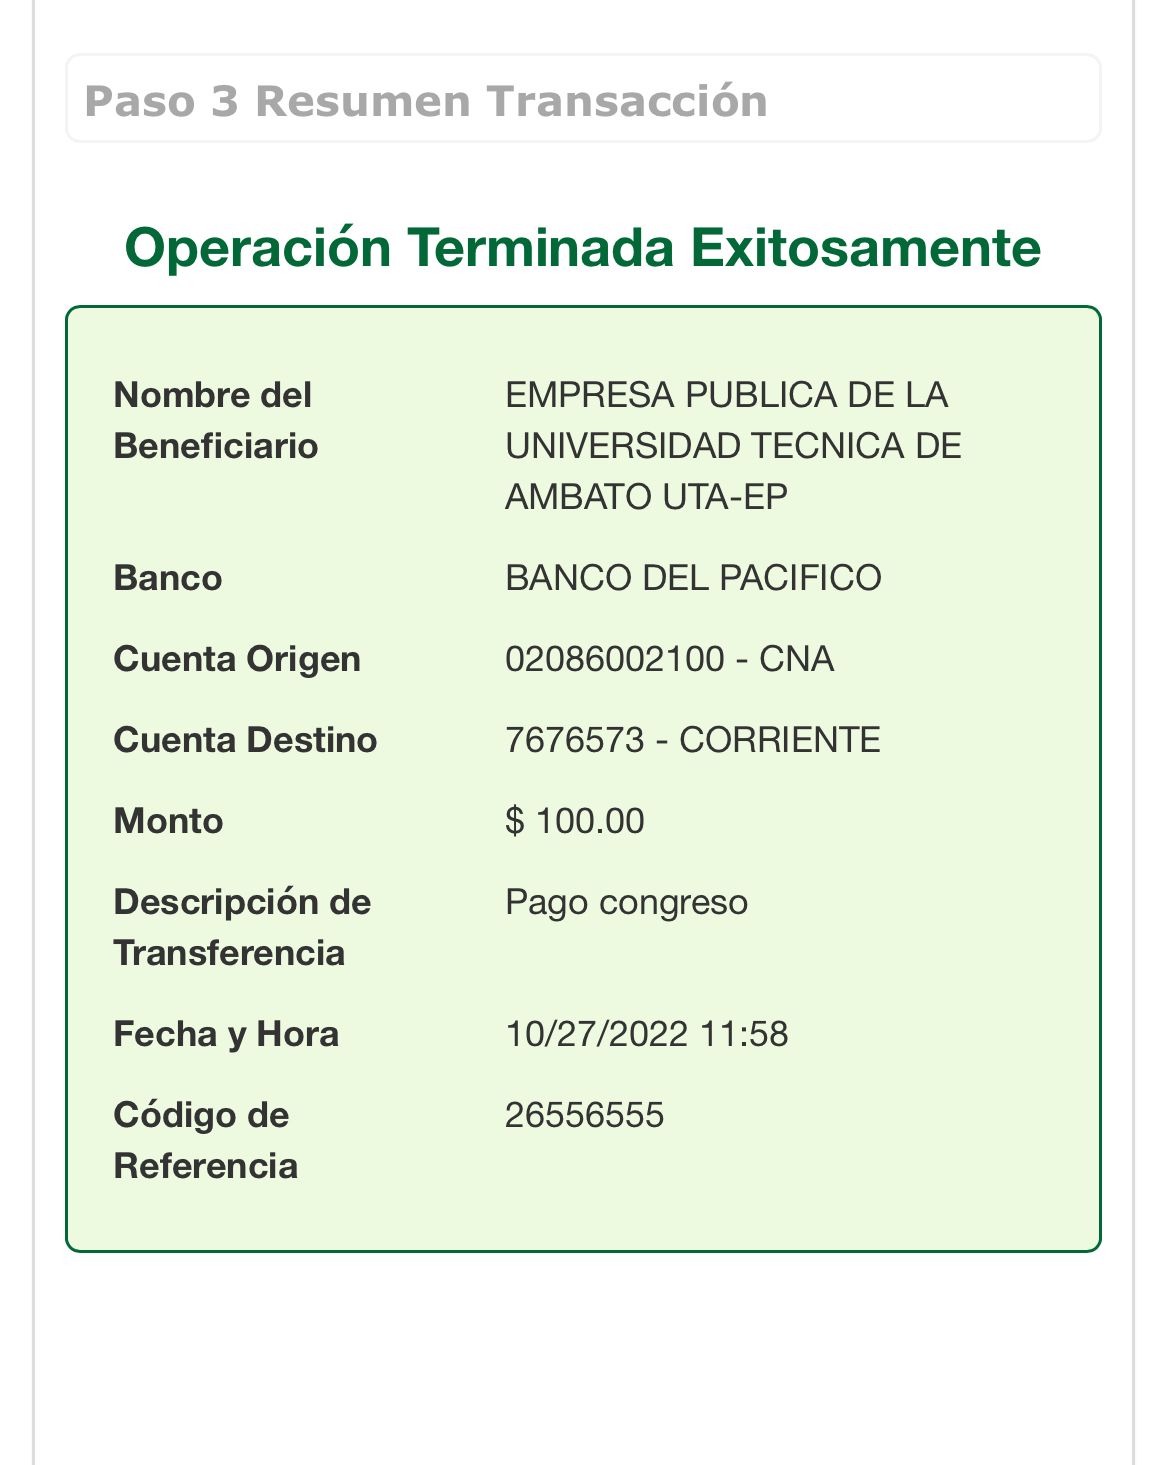 Paso 3 Resumen Transacción
Operación Terminada Exitosamente
Nombre del
Beneficiario
EMPRESA PUBLICA DE LA
UNIVERSIDAD TECNICA DE
AMBATO UTA-EP
Banco
BANCO DEL PACIFICO
Cuenta Origen
02086002100 - CNA
Cuenta Destino
7676573 - CORRIENTE
Monto
$ 100.00
Descripción de
Transferencia
Pago congreso
Fecha y Hora
10/27/2022 11:58
Código de
Referencia
26556555